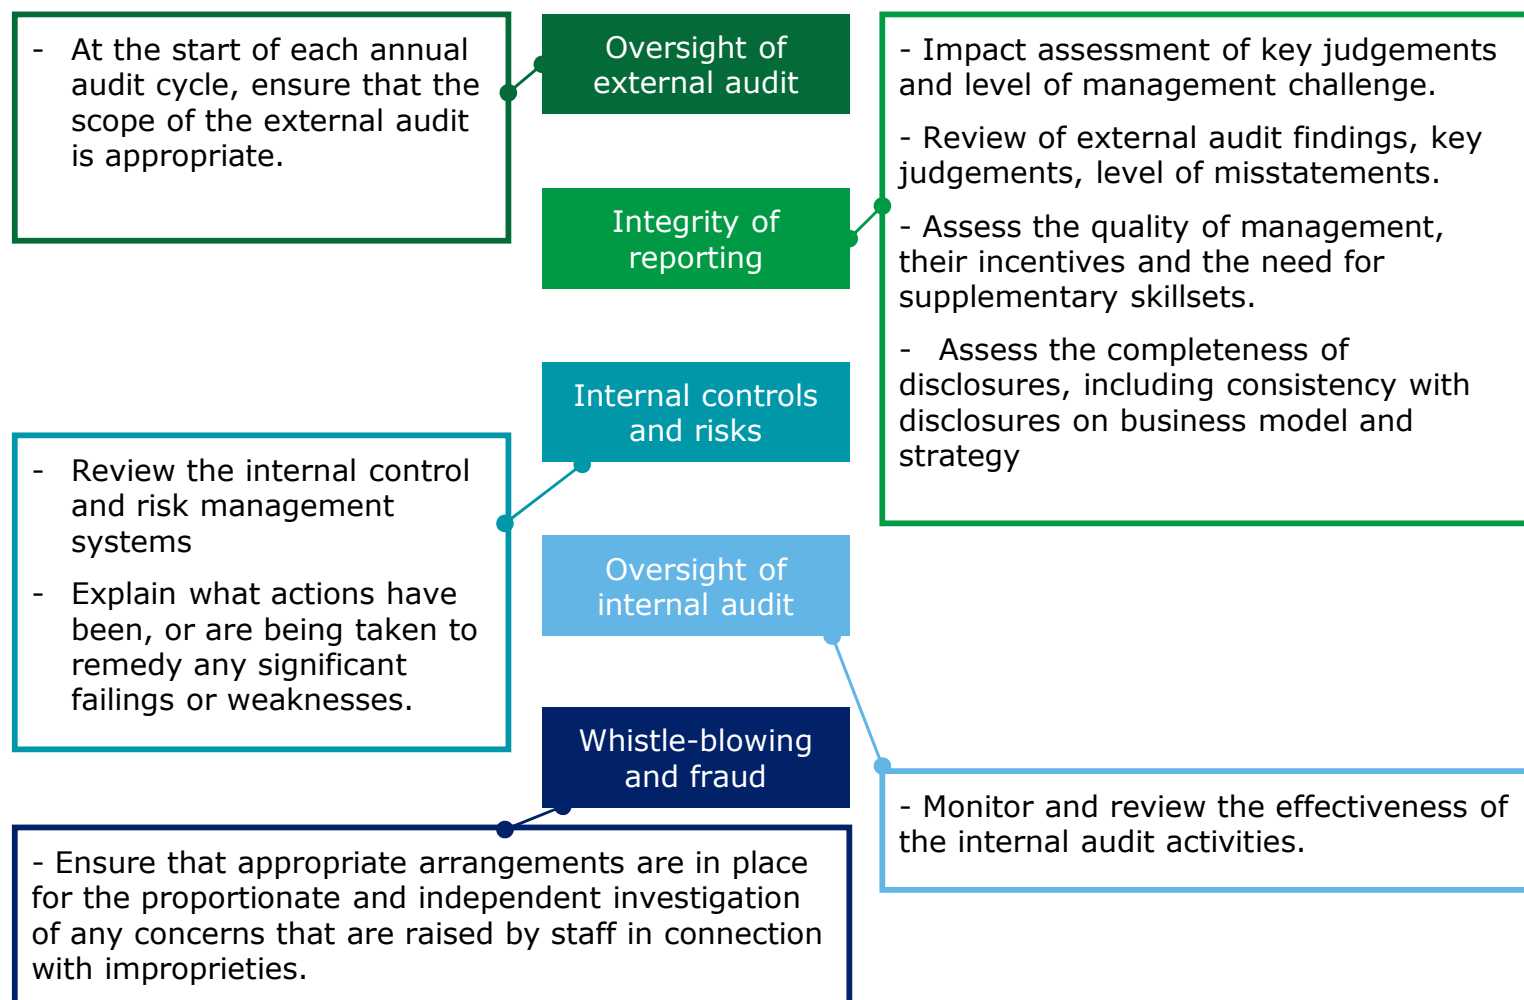 - At the start of each annual
audit cycle, ensure that the
scope of the external audit
is appropriate.
Oversight of
external audit
- Impact assessment of key judgements
and level of management challenge.
- Review of external audit findings, key
judgements, level of misstatements.
- Assess the quality of management,
their incentives and the need for
supplementary skillsets.
- Assess the completeness of
disclosures, including consistency with
disclosures on business model and
strategy
Integrity of
reporting
Internal controls
and risks
- Review the internal control
and risk management
systems
- Explain what actions have
been, or are being taken to
remedy any significant
failings or weaknesses.
Oversight of
internal audit
- Monitor and review the effectiveness of
the internal audit activities.
Whistle-blowing
and fraud
- Ensure that appropriate arrangements are in place
for the proportionate and independent investigation
of any concerns that are raised by staff in connection
with improprieties.